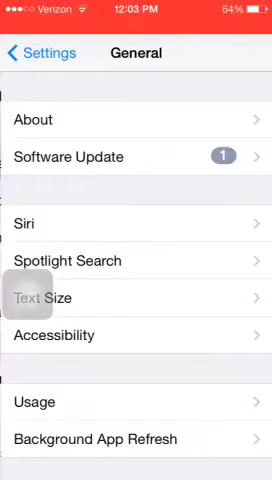 Verizon 12:03 PM 64%
Settings General
About
Software Update 1
Siri
Spotlight Search
Text Size
Accessibility
Usage
Background App Refresh